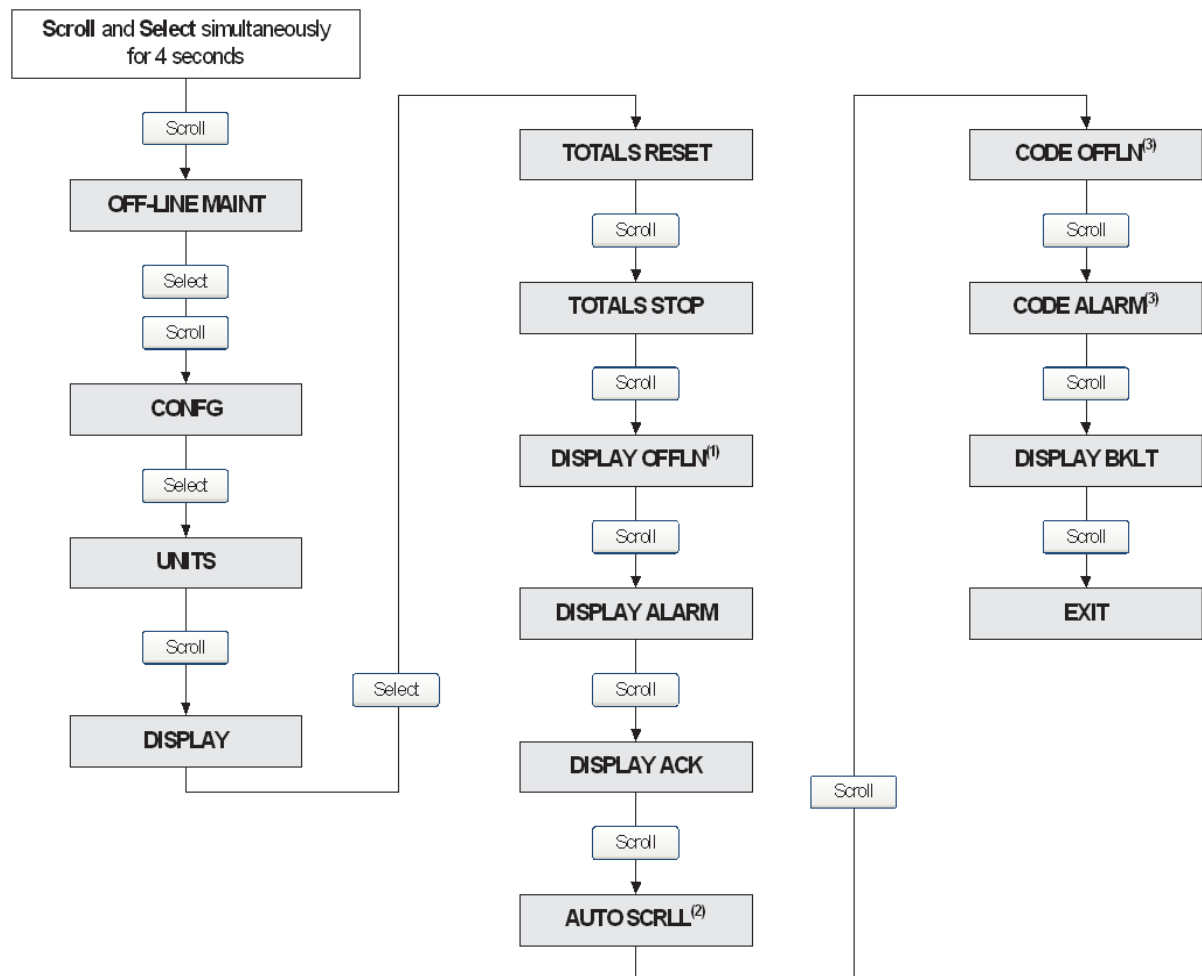 Scroll and Select simultaneously
for 4 seconds
Scroll
OFF-LINE MAINT
Select
Scroll
CONFG
Select
UNITS
Scroll
DISPLAY
Select
TOTALS RESET
Scroll
TOTALS STOP
Scroll
DISPLAY OFFLN(1)
Scroll
DISPLAY ALARM
Scroll
DISPLAY ACK
Scroll
AUTO SCRLL(2)
Scroll
CODE OFFLN(3)
Scroll
CODE ALARM(3)
Scroll
DISPLAY BKLT
Scroll
EXIT